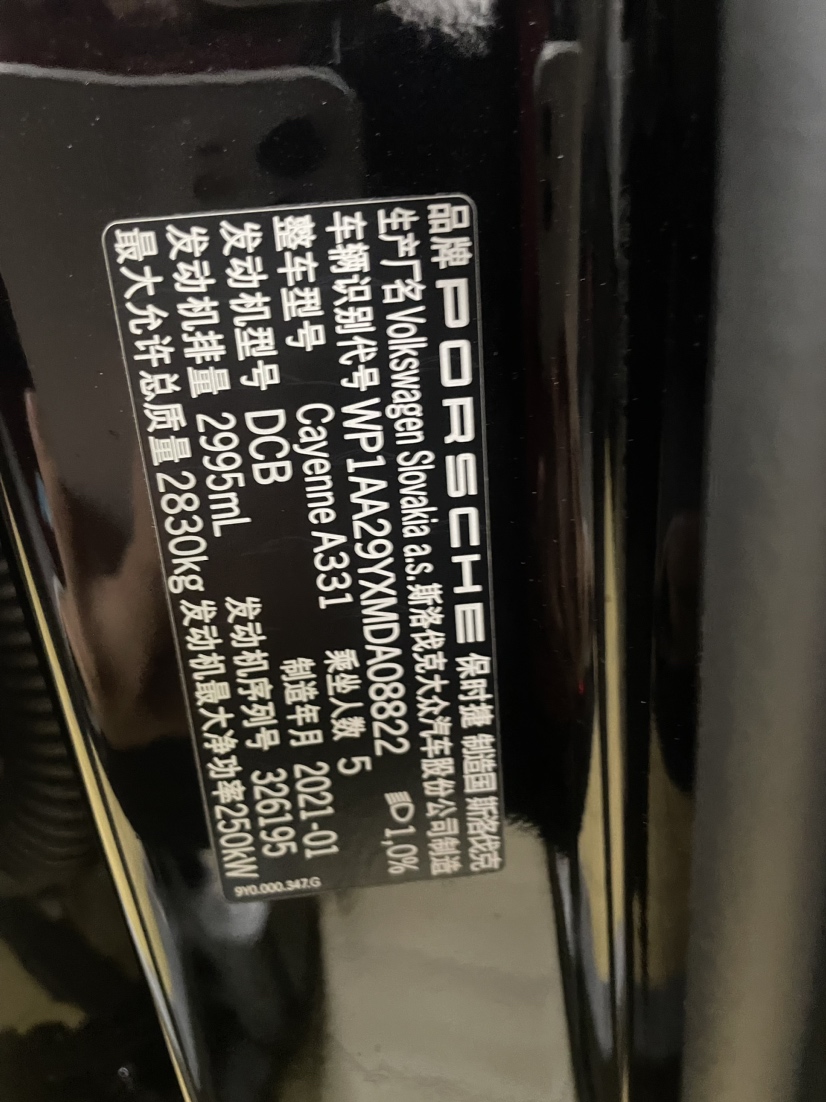 品牌 PORSCHE 保时捷 制造国 斯洛伐克
生产厂名 Volkswagen Slovakia a.s. 斯洛伐克大众汽车股份公司制造
车辆识别代号 WP1AA29YXMDA08822 1,0%
整车型号 Cayenne A331 乘坐人数 5
发动机型号 DCB 制造年月 2021-01
发动机排量 2995mL 发动机序列号 326195
最大允许总质量 2830kg 发动机最大净功率250kW
9Y0.000.347.G